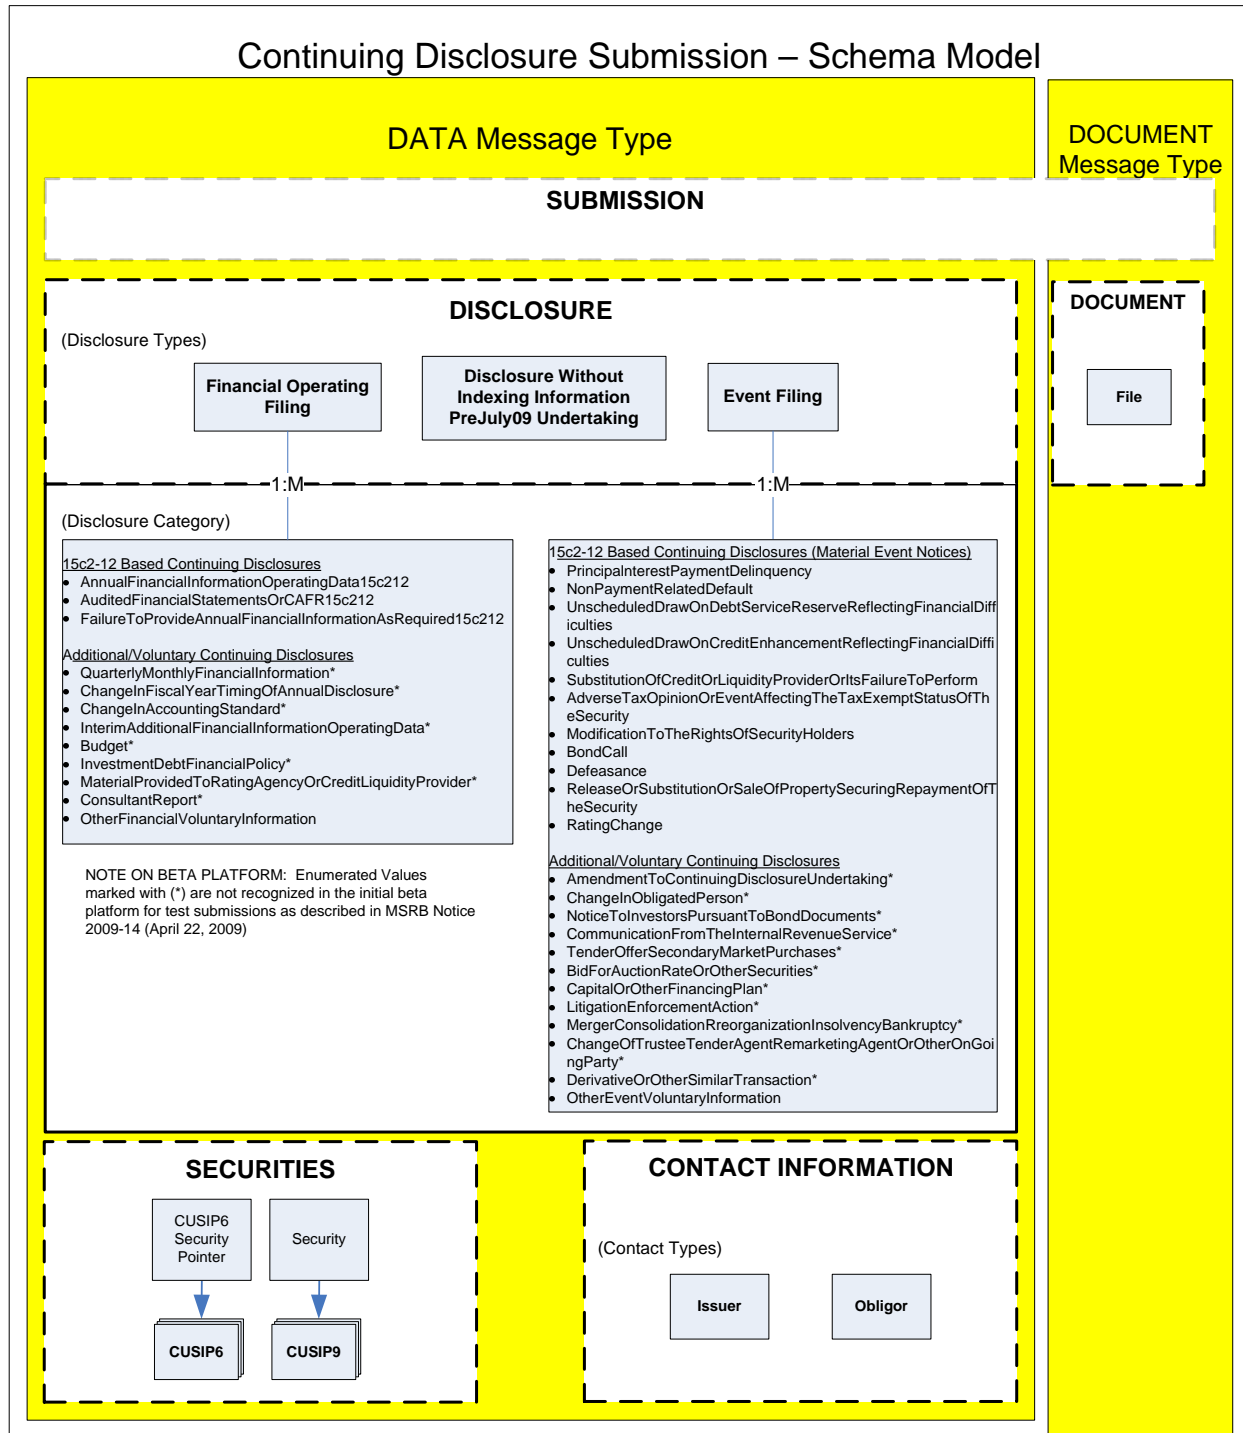 Continuing Disclosure Submission – Schema Model
DATA Message Type
DOCUMENT
Message Type
SUBMISSION
DISCLOSURE
(Disclosure Types)
Financial Operating
Filing
Disclosure Without
Indexing Information
PreJuly09 Undertaking
Event Filing
DOCUMENT
File
1:M
1:M
(Disclosure Category)
15c2-12 Based Continuing Disclosures
• AnnualFinancialInformationOperatingData15c212
• AuditedFinancialStatementsOrCAFR15c212
• FailureToProvideAnnualFinancialInformationAsRequired15c212
Additional/Voluntary Continuing Disclosures
• QuarterlyMonthlyFinancialInformation*
• ChangeInFiscalYearTimingOfAnnualDisclosure*
• ChangeInAccountingStandard*
• InterimAdditionalFinancialInformationOperatingData*
• Budget*
• InvestmentDebtFinancialPolicy*
• MaterialProvidedToRatingAgencyOrCreditLiquidityProvider*
• ConsultantReport*
• OtherFinancialVoluntaryInformation
NOTE ON BETA PLATFORM:  Enumerated Values
marked with (*) are not recognized in the initial beta
platform for test submissions as described in MSRB Notice
2009-14 (April 22, 2009)
15c2-12 Based Continuing Disclosures (Material Event Notices)
• PrincipalnterestPaymentDelinquency
• NonPaymentRelatedDefault
• UnscheduledDrawOnDebtServiceReserveReflectingFinancialDiff
iculties
• UnscheduledDrawOnCreditEnhancementReflectingFinancialDiffi
culties
• SubstitutionOfCreditOrLiquidityProviderOrItsFailureToPerform
• AdverseTaxOpinionOrEventAffectingTheTaxExemptStatusOfTh
eSecurity
• ModificationToTheRightsOfSecurityHolders
• BondCall
• Defeasance
• ReleaseOrSubstitutionOrSaleOfPropertySecuringRepaymentOfT
heSecurity
• RatingChange
Additional/Voluntary Continuing Disclosures
• AmendmentToContinuingDisclosureUndertaking*
• ChangeInObligatedPerson*
• NoticeToInvestorsPursuantToBondDocuments*
• CommunicationFromTheInternalRevenueService*
• TenderOfferSecondaryMarketPurchases*
• BidForAuctionRateOrOtherSecurities*
• CapitalOrOtherFinancingPlan*
• LitigationEnforcementAction*
• MergerConsolidationRreorganizationInsolvencyBankruptcy*
• ChangeOfTrusteeTenderAgentRemarketingAgentOrOtherOnGoi
ngParty*
• DerivativeOrOtherSimilarTransaction*
• OtherEventVoluntaryInformation
SECURITIES
CUSIP6
Security
Pointer
Security
CUSIP6
CUSIP9
CONTACT INFORMATION
(Contact Types)
Issuer
Obligor